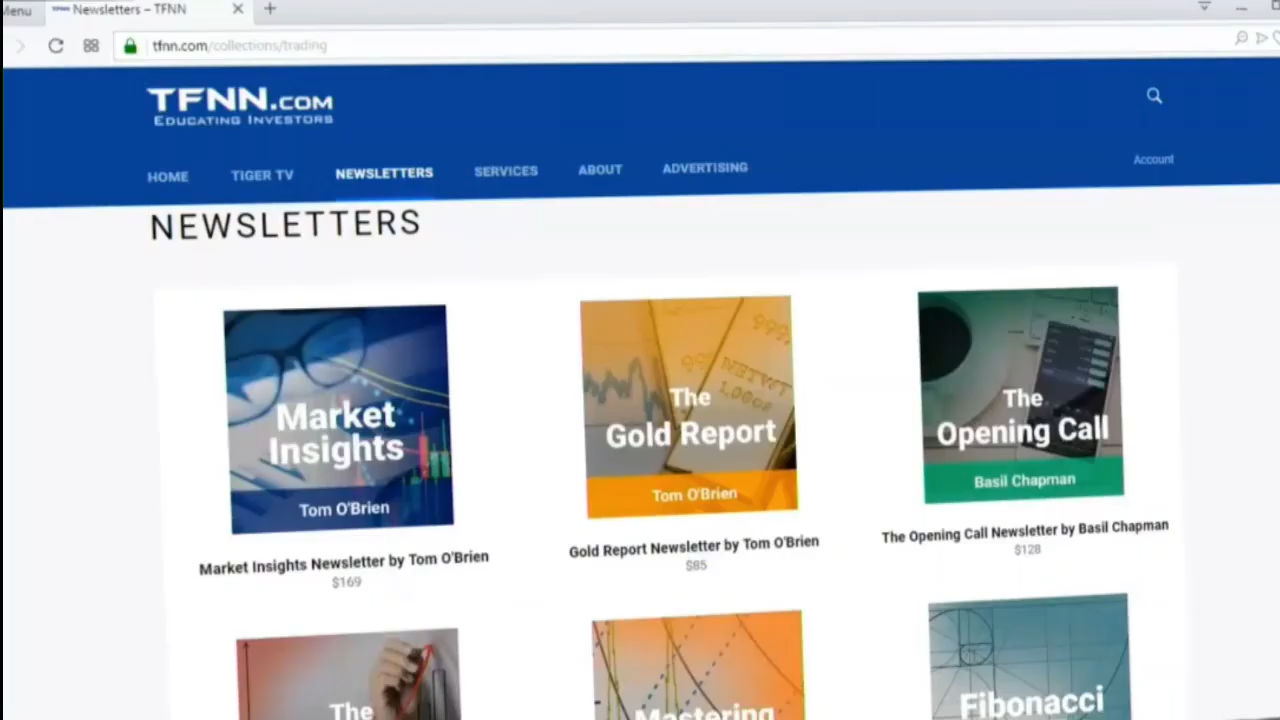 Menu
Newsletters – TFNN
tfnn.com/collections/trading
TFNN.COM
EDUCATING INVESTORS
HOME TIGER TV NEWSLETTERS SERVICES ABOUT ADVERTISING
Account
NEWSLETTERS
Market
Insights
Tom O'Brien
Market Insights Newsletter by Tom O'Brien
$169
The
Gold Report
Tom O'Brien
Gold Report Newsletter by Tom O'Brien
$85
The
Opening Call
Basil Chapman
The Opening Call Newsletter by Basil Chapman
$128
The
Mastering
Fibonacci